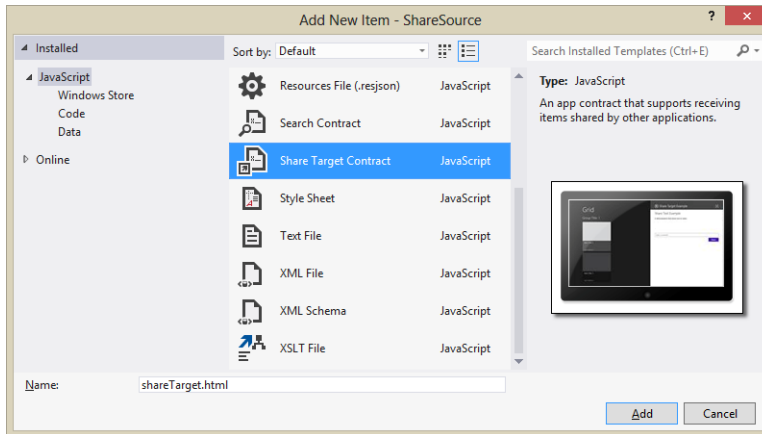 Add New Item - ShareSource
?
Installed
Sort by: Default
Search Installed Templates (Ctrl+E)
JavaScript
Windows Store
Code
Data
Online
Resources File (.resjson) JavaScript
Search Contract JavaScript
Share Target Contract JavaScript
Style Sheet JavaScript
Text File JavaScript
XML File JavaScript
XML Schema JavaScript
XSLT File JavaScript
Type: JavaScript
An app contract that supports receiving
items shared by other applications.
Grid
Name: shareTarget.html
Add Cancel